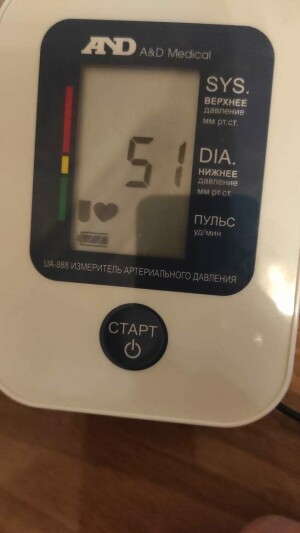 AND A&D Medical
SYS.
ВЕРХНЕЕ
давление
мм рт.ст.
51
DIA.
НИЖНЕЕ
давление
мм рт.ст.
ПУЛЬС
уд/мин
UA-888 ИЗМЕРИТЕЛЬ АРТЕРИАЛЬНОГО ДАВЛЕНИЯ
СТАРТ